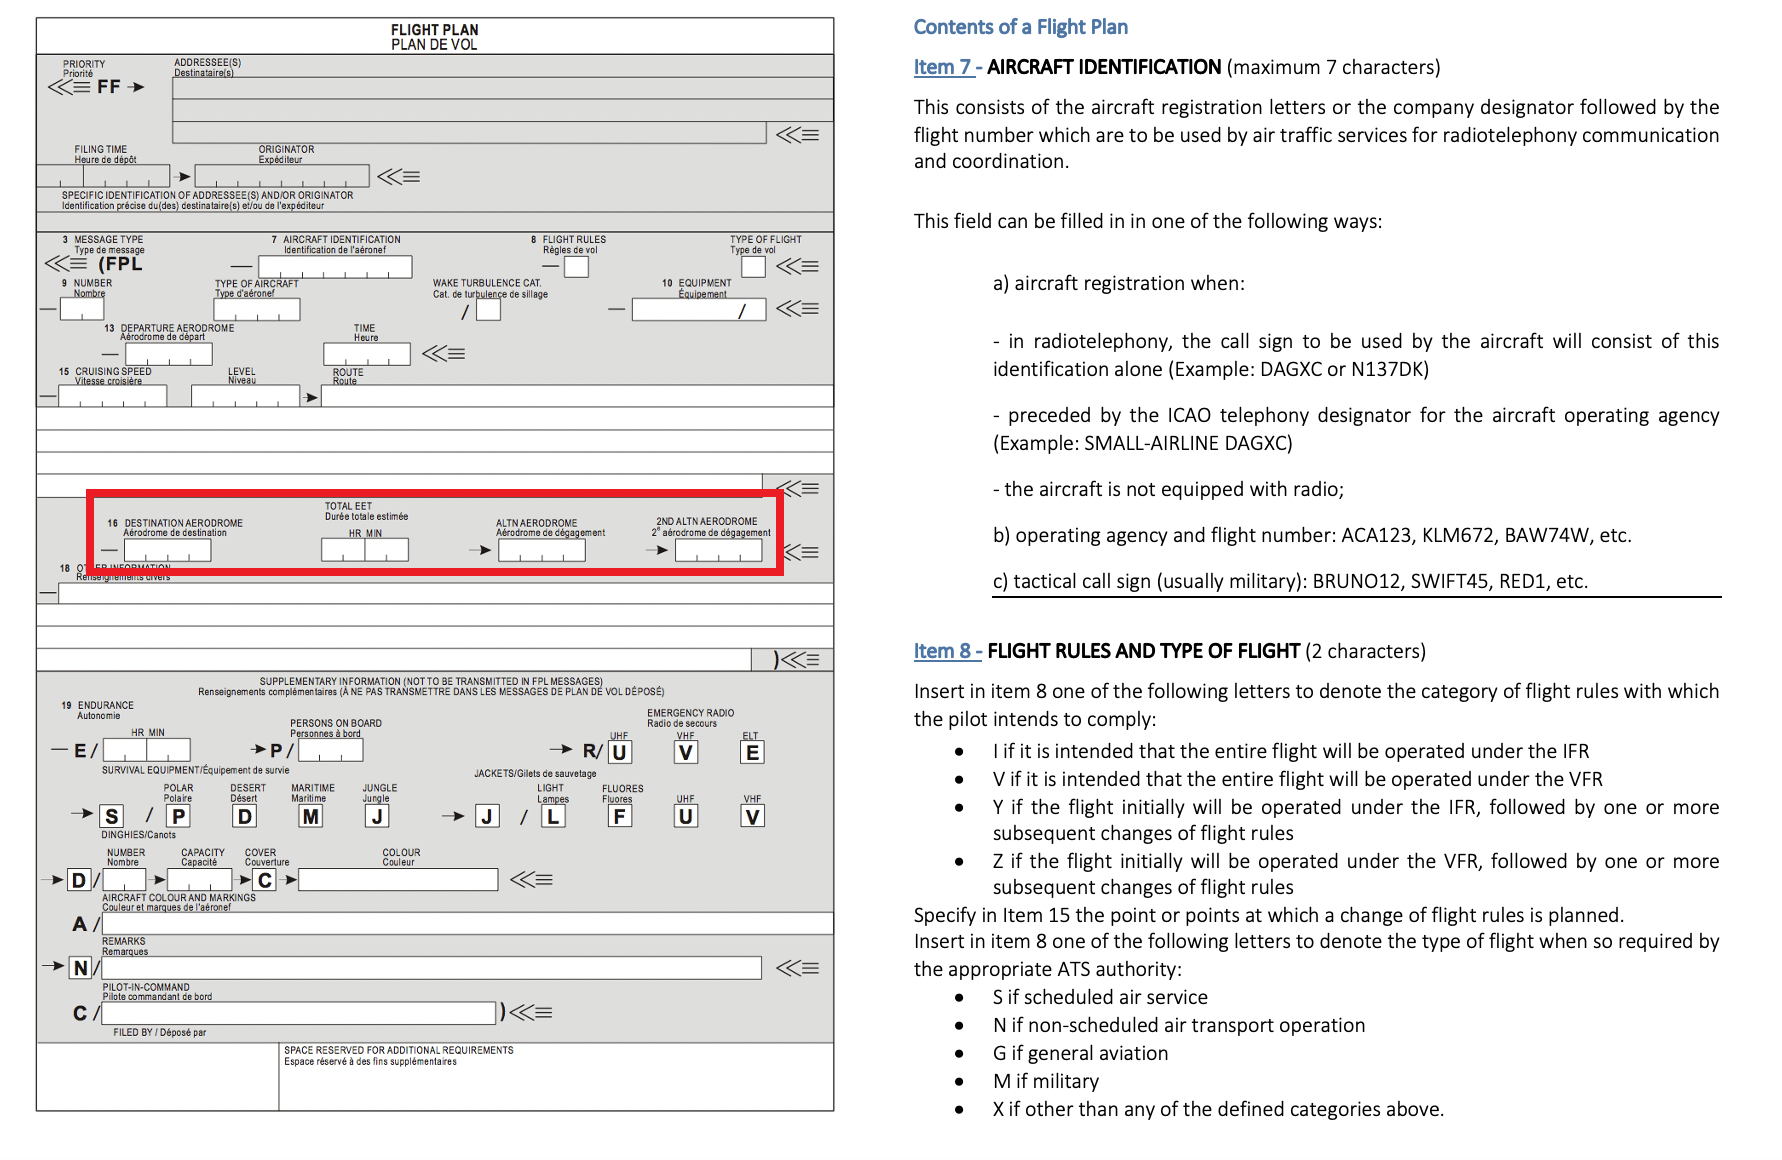 FLIGHT PLAN
PLAN DE VOL
PRIORITY
Priorité
ADDRESSEE(S)
Destinataire(s)
<<≡ FF →
<<≡
FILING TIME
Heure de dépôt
ORIGINATOR
Expéditeur
→ <<≡
SPECIFIC IDENTIFICATION OF ADDRESSEE(S) AND/OR ORIGINATOR
Identification précise du(des) destinataire(s) et/ou de l'expéditeur
3 MESSAGE TYPE
Type de message
<<≡ (FPL
7 AIRCRAFT IDENTIFICATION
Identification de l'aéronef
8 FLIGHT RULES
Règles de vol
TYPE OF FLIGHT
Type de vol
<<≡
9 NUMBER
Nombre
TYPE OF AIRCRAFT
Type d'aéronef
WAKE TURBULENCE CAT.
Cat. de turbulence de sillage
/
10 EQUIPMENT
Équipement
/ <<≡
13 DEPARTURE AERODROME
Aérodrome de départ
TIME
Heure
<<≡
15 CRUISING SPEED
Vitesse croisière
LEVEL
Niveau
ROUTE
Route
→
<<≡
16 DESTINATION AERODROME
Aérodrome de destination
TOTAL EET
Durée totale estimée
HR MIN
ALTN AERODROME
Aérodrome de dégagement
2ND ALTN AERODROME
2e aérodrome de dégagement
→ → <<≡
18 OTHER INFORMATION
Renseignements divers
)<<≡
SUPPLEMENTARY INFORMATION (NOT TO BE TRANSMITTED IN FPL MESSAGES)
Renseignements complémentaires (À NE PAS TRANSMETTRE DANS LES MESSAGES DE PLAN DE VOL DÉPOSÉ)
19 ENDURANCE
Autonomie
HR MIN
— E /
PERSONS ON BOARD
Personnes à bord
→ P /
EMERGENCY RADIO
Radio de secours
UHF VHF ELT
→ R/ U V E
SURVIVAL EQUIPMENT/Équipement de survie
POLAR DESERT MARITIME JUNGLE
Polaire Désert Maritime Jungle
→ S / P D M J
JACKETS/Gilets de sauvetage
LIGHT FLUORES
Lampes Fluores UHF VHF
→ J / L F U V
DINGHIES/Canots
NUMBER CAPACITY COVER COLOUR
Nombre Capacité Couverture Couleur
→ D / → → C → <<≡
AIRCRAFT COLOUR AND MARKINGS
Couleur et marques de l'aéronef
A /
REMARKS
Remarques
→ N / <<≡
PILOT-IN-COMMAND
Pilote commandant de bord
C / )<<≡
FILED BY / Déposé par
SPACE RESERVED FOR ADDITIONAL REQUIREMENTS
Espace réservé à des fins supplémentaires
Contents of a Flight Plan
Item 7 - AIRCRAFT IDENTIFICATION (maximum 7 characters)
This consists of the aircraft registration letters or the company designator followed by the
flight number which are to be used by air traffic services for radiotelephony communication
and coordination.
This field can be filled in in one of the following ways:
a) aircraft registration when:
- in radiotelephony, the call sign to be used by the aircraft will consist of this
identification alone (Example: DAGXC or N137DK)
- preceded by the ICAO telephony designator for the aircraft operating agency
(Example: SMALL-AIRLINE DAGXC)
- the aircraft is not equipped with radio;
b) operating agency and flight number: ACA123, KLM672, BAW74W, etc.
c) tactical call sign (usually military): BRUNO12, SWIFT45, RED1, etc.
Item 8 - FLIGHT RULES AND TYPE OF FLIGHT (2 characters)
Insert in item 8 one of the following letters to denote the category of flight rules with which
the pilot intends to comply:
• I if it is intended that the entire flight will be operated under the IFR
• V if it is intended that the entire flight will be operated under the VFR
• Y if the flight initially will be operated under the IFR, followed by one or more
subsequent changes of flight rules
• Z if the flight initially will be operated under the VFR, followed by one or more
subsequent changes of flight rules
Specify in Item 15 the point or points at which a change of flight rules is planned.
Insert in item 8 one of the following letters to denote the type of flight when so required by
the appropriate ATS authority:
• S if scheduled air service
• N if non-scheduled air transport operation
• G if general aviation
• M if military
• X if other than any of the defined categories above.